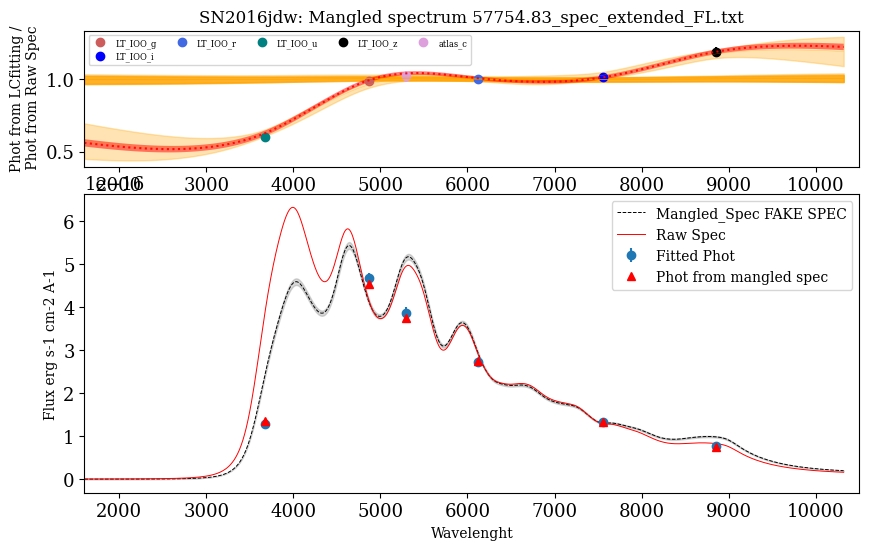 SN2016jdw: Mangled spectrum 57754.83_spec_extended_FL.txt
Phot from LCfitting /
Phot from Raw Spec
LT_IOO_g LT_IOO_r LT_IOO_u LT_IOO_z atlas_c
LT_IOO_i
1.0
0.5
2000 3000 4000 5000 6000 7000 8000 9000 10000
1e−16
Flux erg s-1 cm-2 A-1
6
5
4
3
2
1
0
Mangled_Spec FAKE SPEC
Raw Spec
Fitted Phot
Phot from mangled spec
2000 3000 4000 5000 6000 7000 8000 9000 10000
Wavelenght